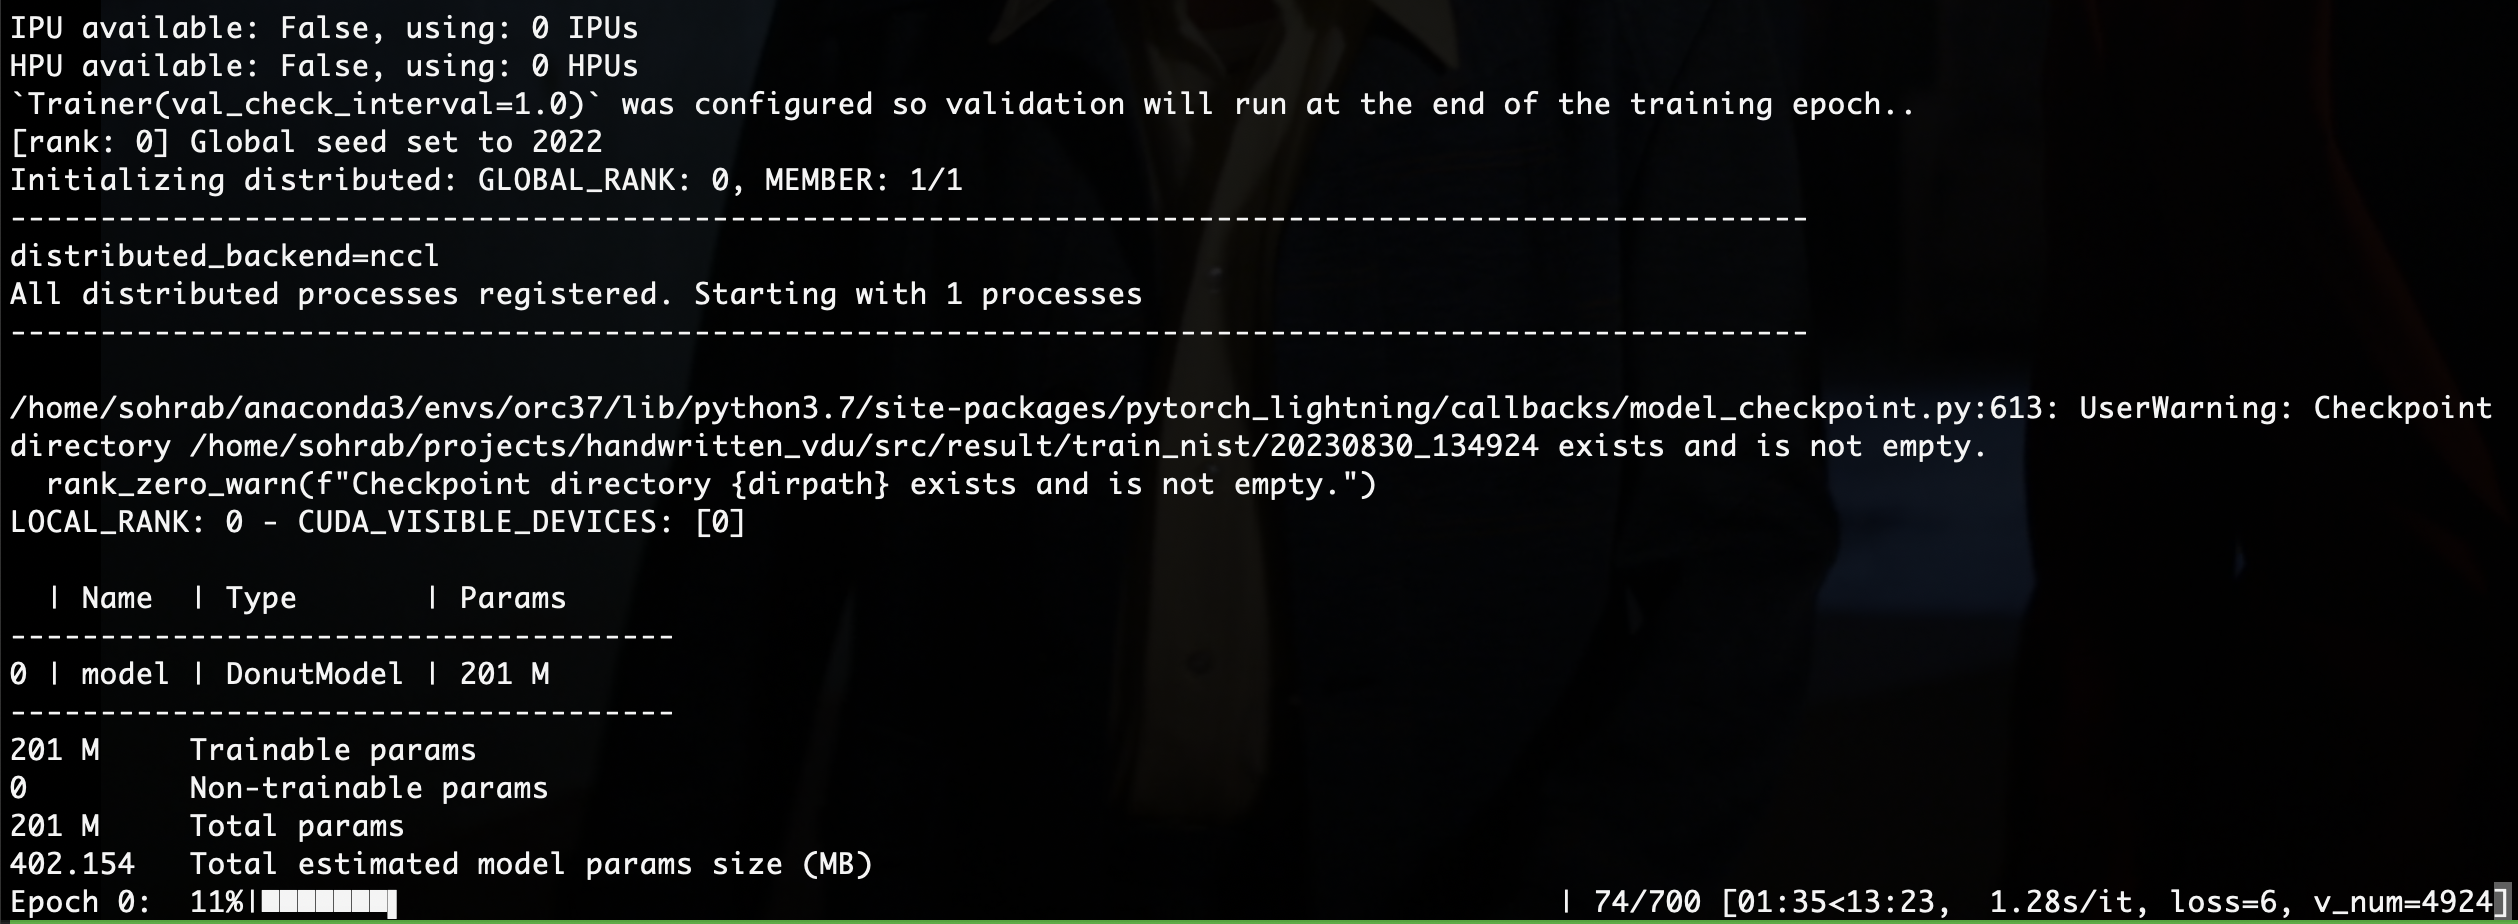 IPU available: False, using: 0 IPUs
HPU available: False, using: 0 HPUs
`Trainer(val_check_interval=1.0)` was configured so validation will run at the end of the training epoch..
[rank: 0] Global seed set to 2022
Initializing distributed: GLOBAL_RANK: 0, MEMBER: 1/1
----------------------------------------------------------------------------------------------------
distributed_backend=nccl
All distributed processes registered. Starting with 1 processes
----------------------------------------------------------------------------------------------------
/home/sohrab/anaconda3/envs/orc37/lib/python3.7/site-packages/pytorch_lightning/callbacks/model_checkpoint.py:613: UserWarning: Checkpoint
directory /home/sohrab/projects/handwritten_vdu/src/result/train_nist/20230830_134924 exists and is not empty.
  rank_zero_warn(f"Checkpoint directory {dirpath} exists and is not empty.")
LOCAL_RANK: 0 - CUDA_VISIBLE_DEVICES: [0]
  | Name  | Type       | Params
-------------------------------------
0 | model | DonutModel | 201 M
-------------------------------------
201 M     Trainable params
0         Non-trainable params
201 M     Total params
402.154   Total estimated model params size (MB)
Epoch 0:  11%|███████▌ | 74/700 [01:35<13:23,  1.28s/it, loss=6, v_num=4924]